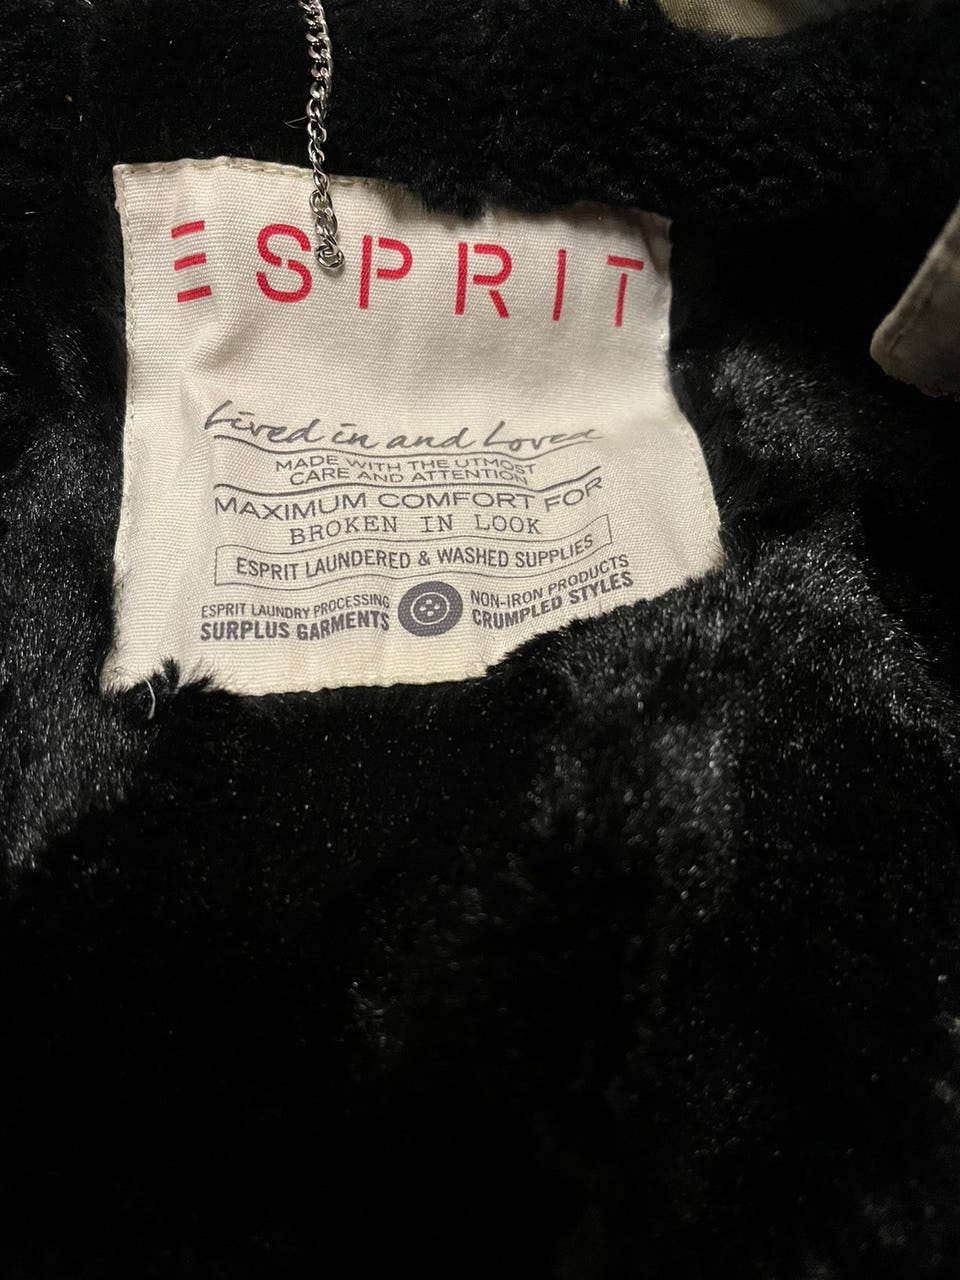 ESPRIT
Lived in and Loved
MADE WITH THE UTMOST
CARE AND ATTENTION
MAXIMUM COMFORT FOR
BROKEN IN LOOK
ESPRIT LAUNDERED & WASHED SUPPLIES
ESPRIT LAUNDRY PROCESSING
SURPLUS GARMENTS
NON-IRON PRODUCTS
CRUMPLED STYLES